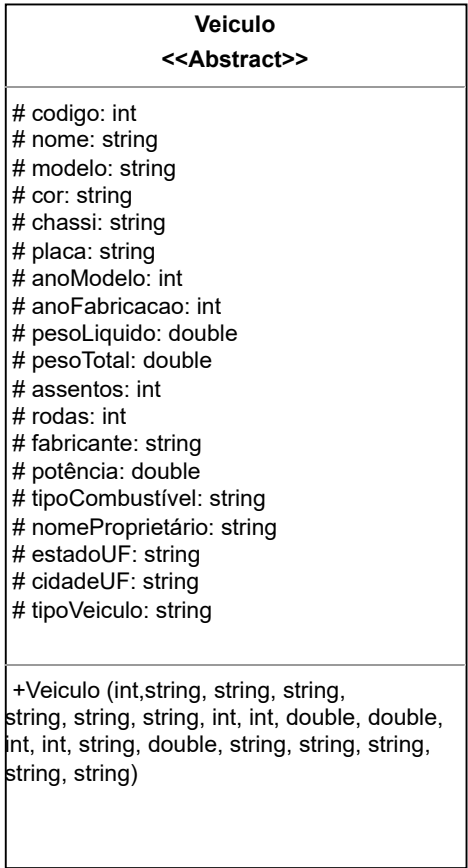 Veiculo
<<Abstract>>
# codigo: int
# nome: string
# modelo: string
# cor: string
# chassi: string
# placa: string
# anoModelo: int
# anoFabricacao: int
# pesoLiquido: double
# pesoTotal: double
# assentos: int
# rodas: int
# fabricante: string
# potência: double
# tipoCombustível: string
# nomeProprietário: string
# estadoUF: string
# cidadeUF: string
# tipoVeiculo: string
+Veiculo (int,string, string, string,
string, string, string, int, int, double, double,
int, int, string, double, string, string, string,
string, string)